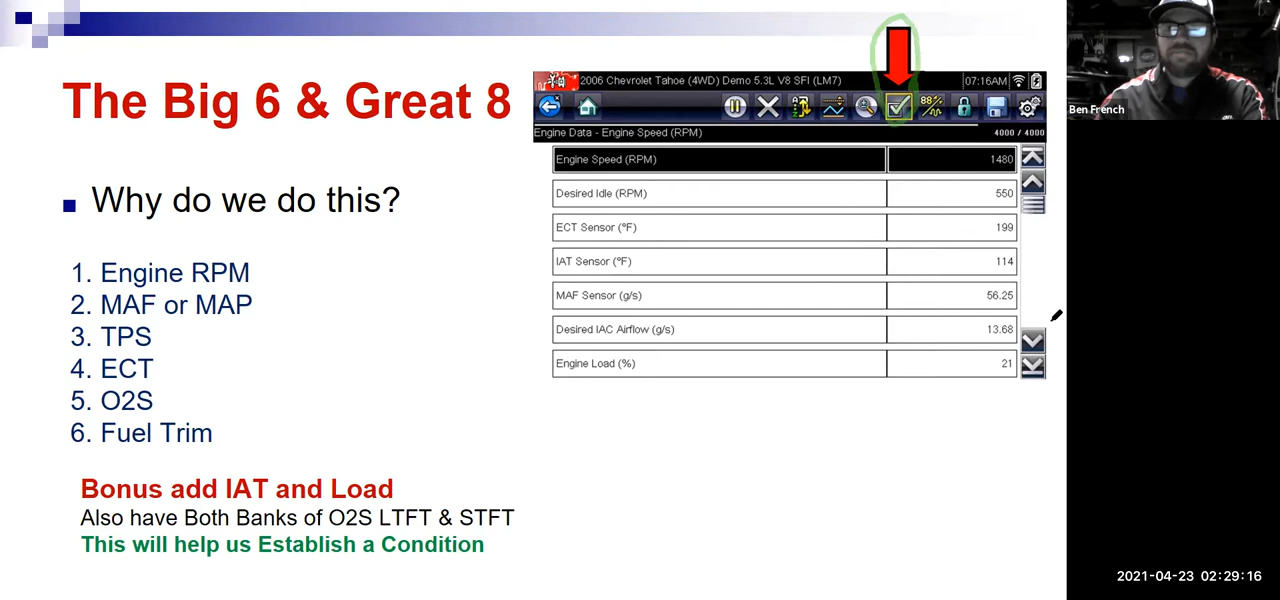 The Big 6 & Great 8
Why do we do this?
1. Engine RPM
2. MAF or MAP
3. TPS
4. ECT
5. O2S
6. Fuel Trim
Bonus add IAT and Load
Also have Both Banks of O2S LTFT & STFT
This will help us Establish a Condition
2006 Chevrolet Tahoe (4WD) Demo 5.3L V8 SFI (LM7) 07:16AM
Engine Data - Engine Speed (RPM) 4000 / 4000
Engine Speed (RPM) 1480
Desired Idle (RPM) 550
ECT Sensor (°F) 199
IAT Sensor (°F) 114
MAF Sensor (g/s) 56.25
Desired IAC Airflow (g/s) 13.68
Engine Load (%) 21
Ben French
2021-04-23 02:29:16